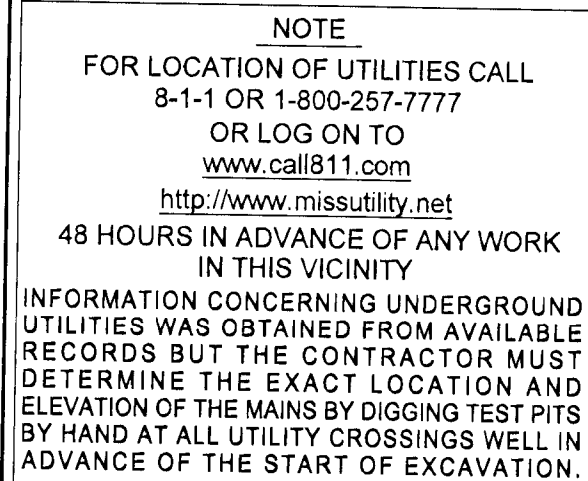 NOTE
FOR LOCATION OF UTILITIES CALL
8-1-1 OR 1-800-257-7777
OR LOG ON TO
www.call811.com
http://www.missutility.net
48 HOURS IN ADVANCE OF ANY WORK
IN THIS VICINITY
INFORMATION CONCERNING UNDERGROUND
UTILITIES WAS OBTAINED FROM AVAILABLE
RECORDS BUT THE CONTRACTOR MUST
DETERMINE THE EXACT LOCATION AND
ELEVATION OF THE MAINS BY DIGGING TEST PITS
BY HAND AT ALL UTILITY CROSSINGS WELL IN
ADVANCE OF THE START OF EXCAVATION.